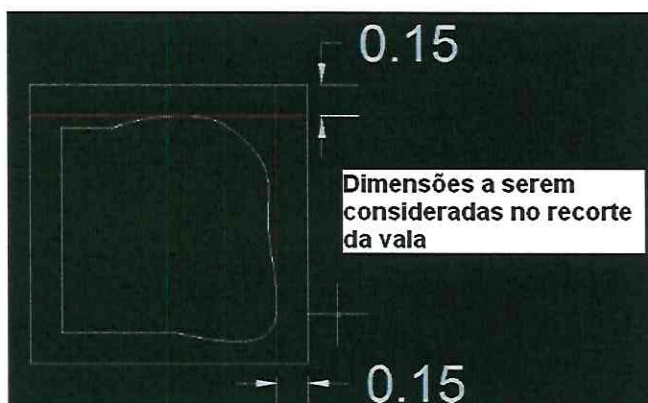 0.15
Dimensões a serem
consideradas no recorte
da vala
0.15